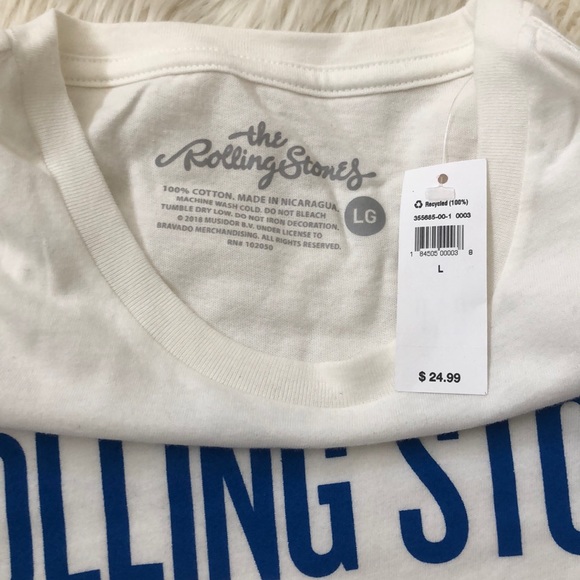 the
Rolling Stones
100% COTTON. MADE IN NICARAGUA
MACHINE WASH COLD. DO NOT BLEACH
TUMBLE DRY LOW. DO NOT IRON DECORATION.
© 2018 MUSIDOR B.V. UNDER LICENSE TO
BRAVADO MERCHANDISING. ALL RIGHTS RESERVED.
RN# 102050
LG
Recycled (100%)
355665-00-1 0003
1 84505 00003 8
L
$ 24.99
OLLING STO